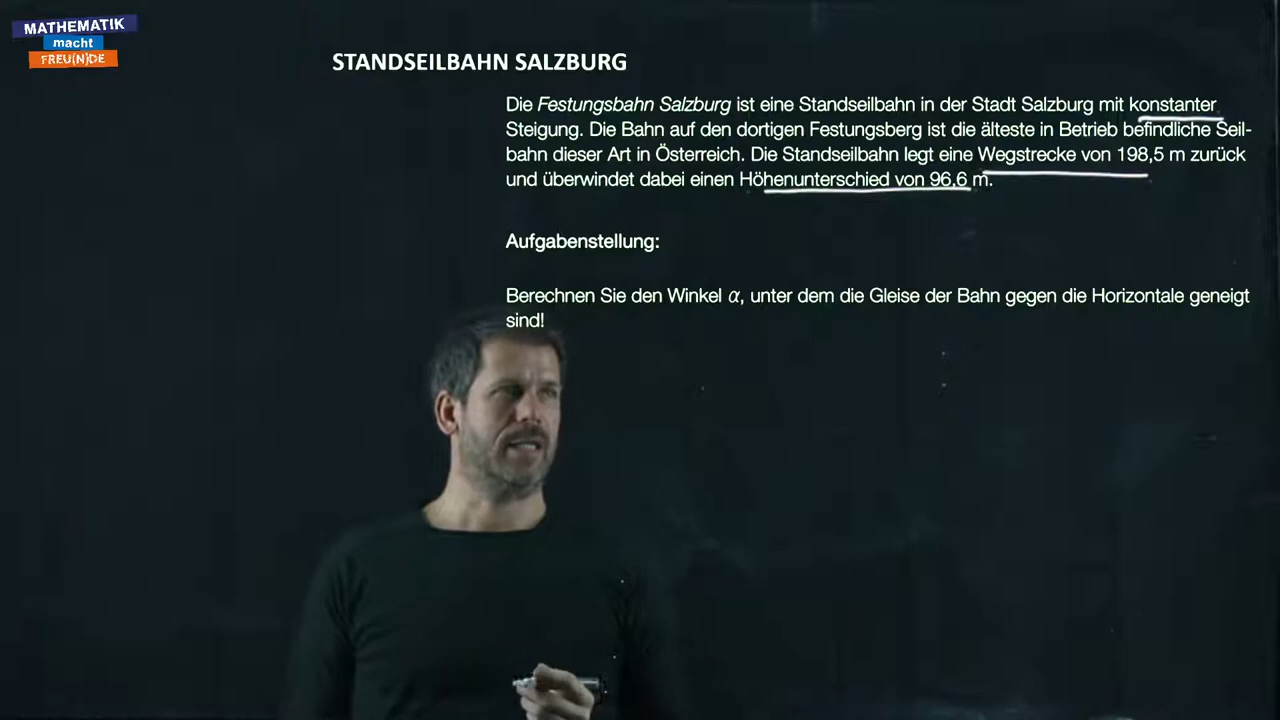 MATHEMATIK
macht
FREU(N)DE
STANDSEILBAHN SALZBURG
Die Festungsbahn Salzburg ist eine Standseilbahn in der Stadt Salzburg mit konstanter
Steigung. Die Bahn auf den dortigen Festungsberg ist die älteste in Betrieb befindliche Seil-
bahn dieser Art in Österreich. Die Standseilbahn legt eine Wegstrecke von 198,5 m zurück
und überwindet dabei einen Höhenunterschied von 96,6 m.
Aufgabenstellung:
Berechnen Sie den Winkel α, unter dem die Gleise der Bahn gegen die Horizontale geneigt
sind!